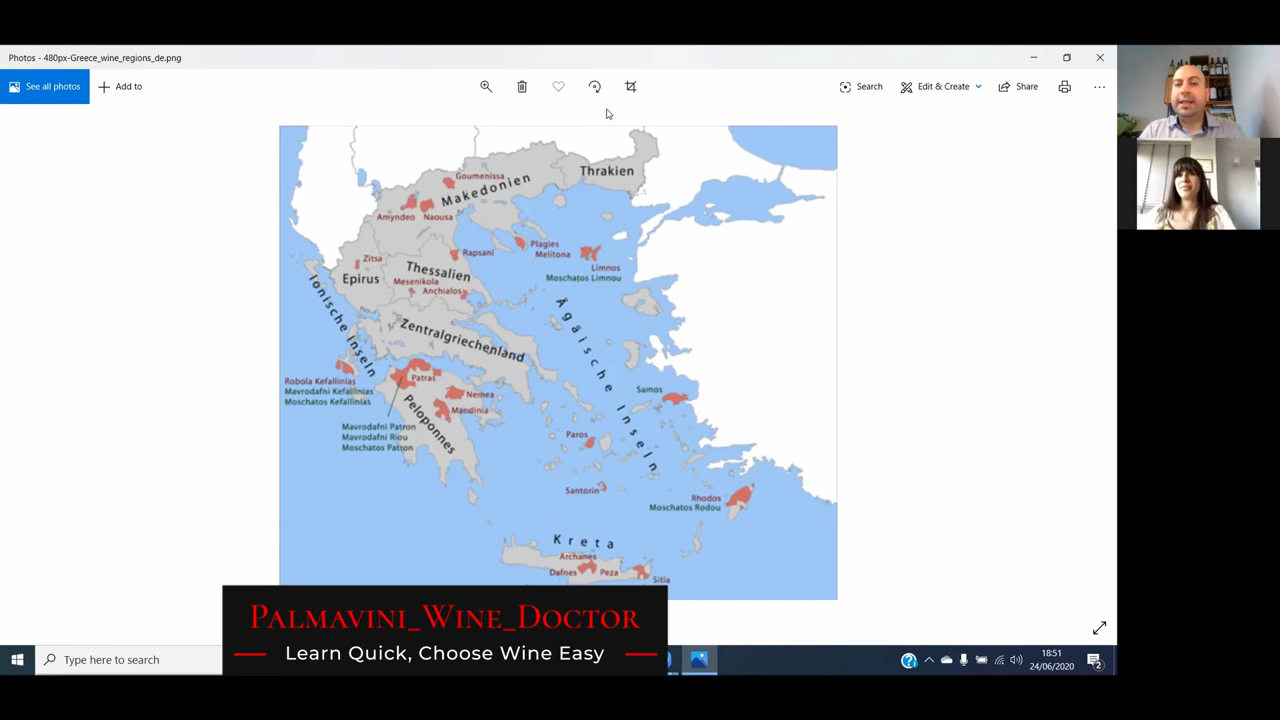 Photos - 480px-Greece_wine_regions_de.png
See all photos
Add to
Search
Edit & Create
Share
Goumenissa
Makedonien
Thrakien
Amyndeo
Naousa
Zitsa
Rapsani
Plagies
Melitona
Limnos
Moschatos Limnou
Epirus
Thessalien
Mesenikola
Anchialos
Ionische Inseln
Zentralgriechenland
Ägäische Inseln
Robola Kefallinias
Mavrodafni Kefallinias
Moschatos Kefallinias
Patras
Nemea
Mandinia
Peloponnes
Mavrodafni Patron
Mavrodafni Riou
Moschatos Patron
Samos
Paros
Santorin
Rhodos
Moschatos Rodou
Kreta
Archanes
Dafnes
Peza
Sitia
Palmavini_Wine_Doctor
Learn Quick, Choose Wine Easy
Type here to search
18:51
24/06/2020
2